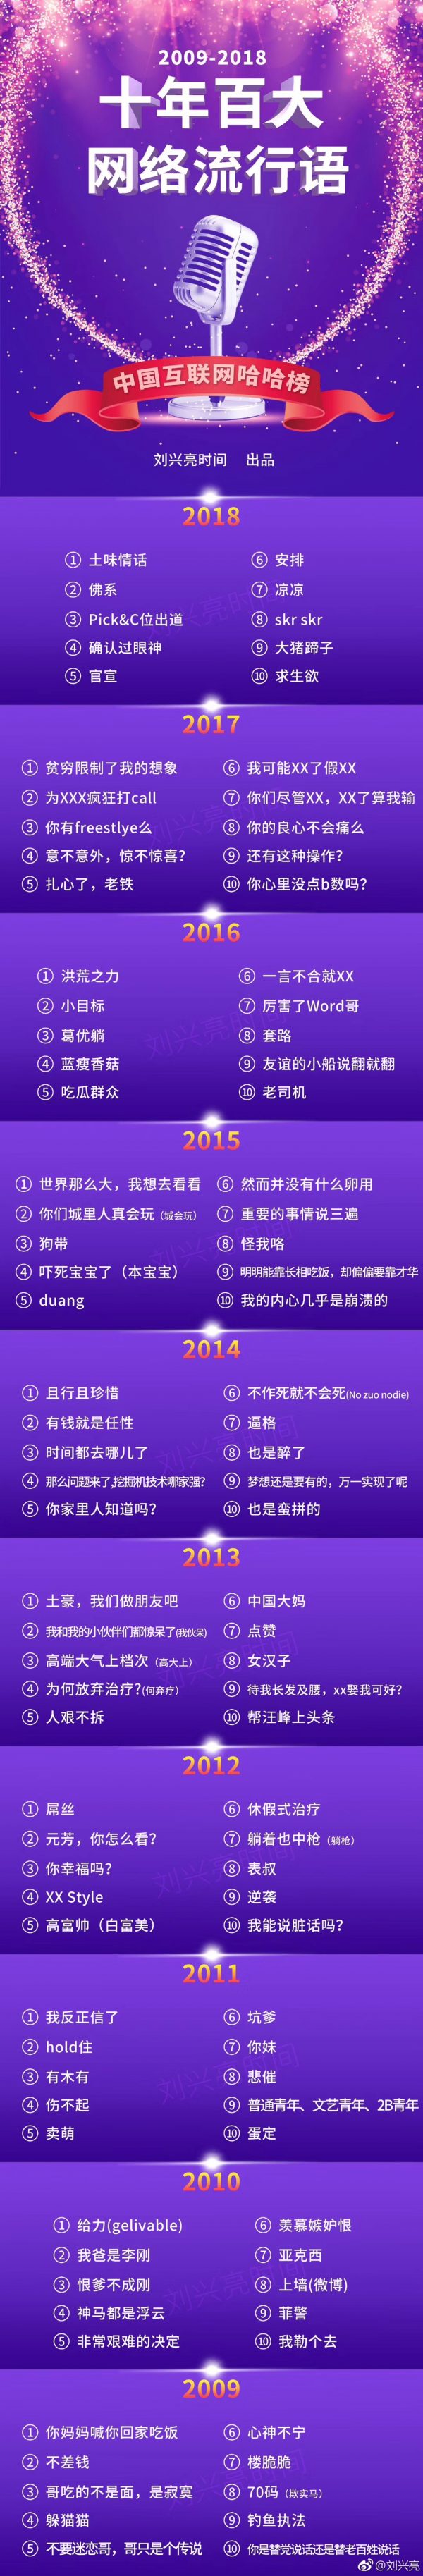 2009-2018
十年百大
网络流行语
中国互联网哈哈榜
刘兴亮时间 出品
2018
① 土味情话
② 佛系
③ Pick&C位出道
④ 确认过眼神
⑤ 官宣
⑥ 安排
⑦ 凉凉
⑧ skr skr
⑨ 大猪蹄子
⑩ 求生欲
2017
① 贫穷限制了我的想象
② 为XXX疯狂打call
③ 你有freestlye么
④ 意不意外，惊不惊喜？
⑤ 扎心了，老铁
⑥ 我可能XX了假XX
⑦ 你们尽管XX，XX了算我输
⑧ 你的良心不会痛么
⑨ 还有这种操作？
⑩ 你心里没点b数吗？
2016
① 洪荒之力
② 小目标
③ 葛优躺
④ 蓝瘦香菇
⑤ 吃瓜群众
⑥ 一言不合就XX
⑦ 厉害了Word哥
⑧ 套路
⑨ 友谊的小船说翻就翻
⑩ 老司机
2015
① 世界那么大，我想去看看
② 你们城里人真会玩（城会玩）
③ 狗带
④ 吓死宝宝了（本宝宝）
⑤ duang
⑥ 然而并没有什么卵用
⑦ 重要的事情说三遍
⑧ 怪我咯
⑨ 明明能靠长相吃饭，却偏偏要靠才华
⑩ 我的内心几乎是崩溃的
2014
① 且行且珍惜
② 有钱就是任性
③ 时间都去哪儿了
④ 那么问题来了,挖掘机技术哪家强？
⑤ 你家里人知道吗？
⑥ 不作死就不会死(No zuo nodie)
⑦ 逼格
⑧ 也是醉了
⑨ 梦想还是要有的，万一实现了呢
⑩ 也是蛮拼的
2013
① 土豪，我们做朋友吧
② 我和我的小伙伴们都惊呆了(我伙呆)
③ 高端大气上档次（高大上）
④ 为何放弃治疗?(何弃疗)
⑤ 人艰不拆
⑥ 中国大妈
⑦ 点赞
⑧ 女汉子
⑨ 待我长发及腰，xx娶我可好？
⑩ 帮汪峰上头条
2012
① 屌丝
② 元芳，你怎么看？
③ 你幸福吗？
④ XX Style
⑤ 高富帅（白富美）
⑥ 休假式治疗
⑦ 躺着也中枪（躺枪）
⑧ 表叔
⑨ 逆袭
⑩ 我能说脏话吗？
2011
① 我反正信了
② hold住
③ 有木有
④ 伤不起
⑤ 卖萌
⑥ 坑爹
⑦ 你妹
⑧ 悲催
⑨ 普通青年、文艺青年、2B青年
⑩ 蛋定
2010
① 给力(gelivable)
② 我爸是李刚
③ 恨爹不成刚
④ 神马都是浮云
⑤ 非常艰难的决定
⑥ 羡慕嫉妒恨
⑦ 亚克西
⑧ 上墙(微博)
⑨ 菲警
⑩ 我勒个去
2009
① 你妈妈喊你回家吃饭
② 不差钱
③ 哥吃的不是面，是寂寞
④ 躲猫猫
⑤ 不要迷恋哥，哥只是个传说
⑥ 心神不宁
⑦ 楼脆脆
⑧ 70码（欺实马）
⑨ 钓鱼执法
⑩ 你是替党说话还是替老百姓说话
@刘兴亮